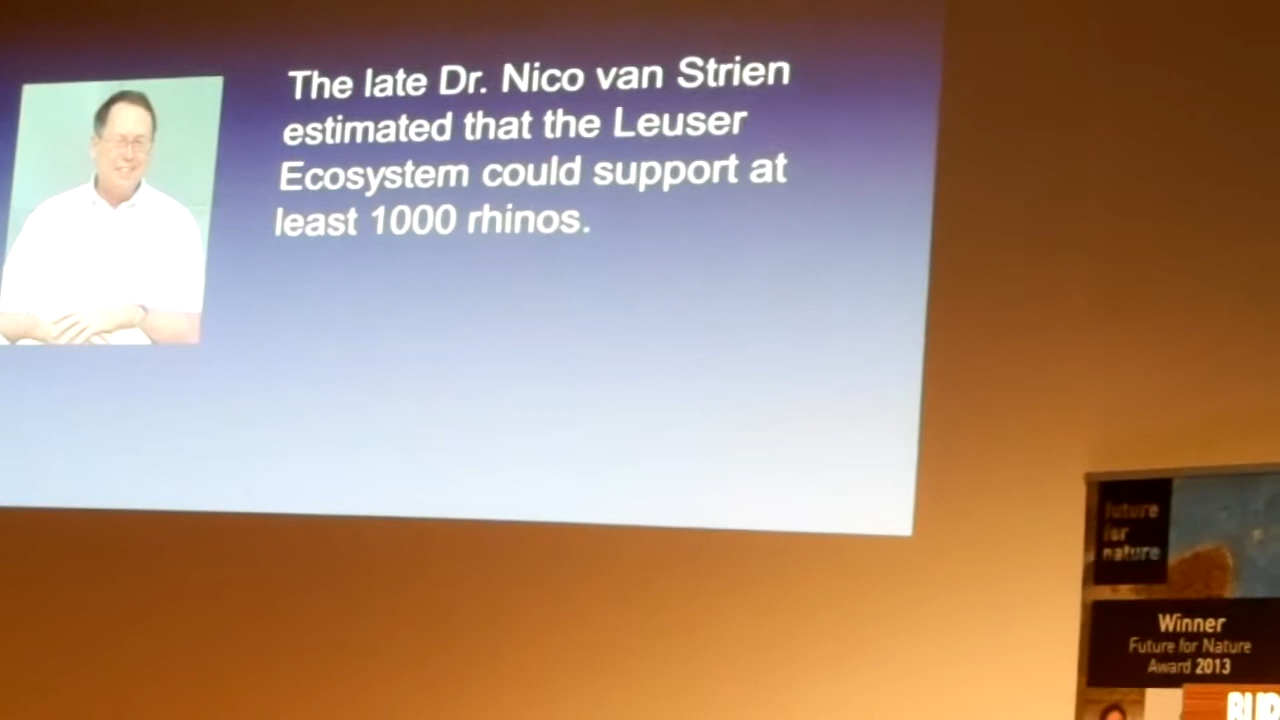 The late Dr. Nico van Strien
estimated that the Leuser
Ecosystem could support at
least 1000 rhinos.
future
for
nature
Winner
Future for Nature
Award 2013